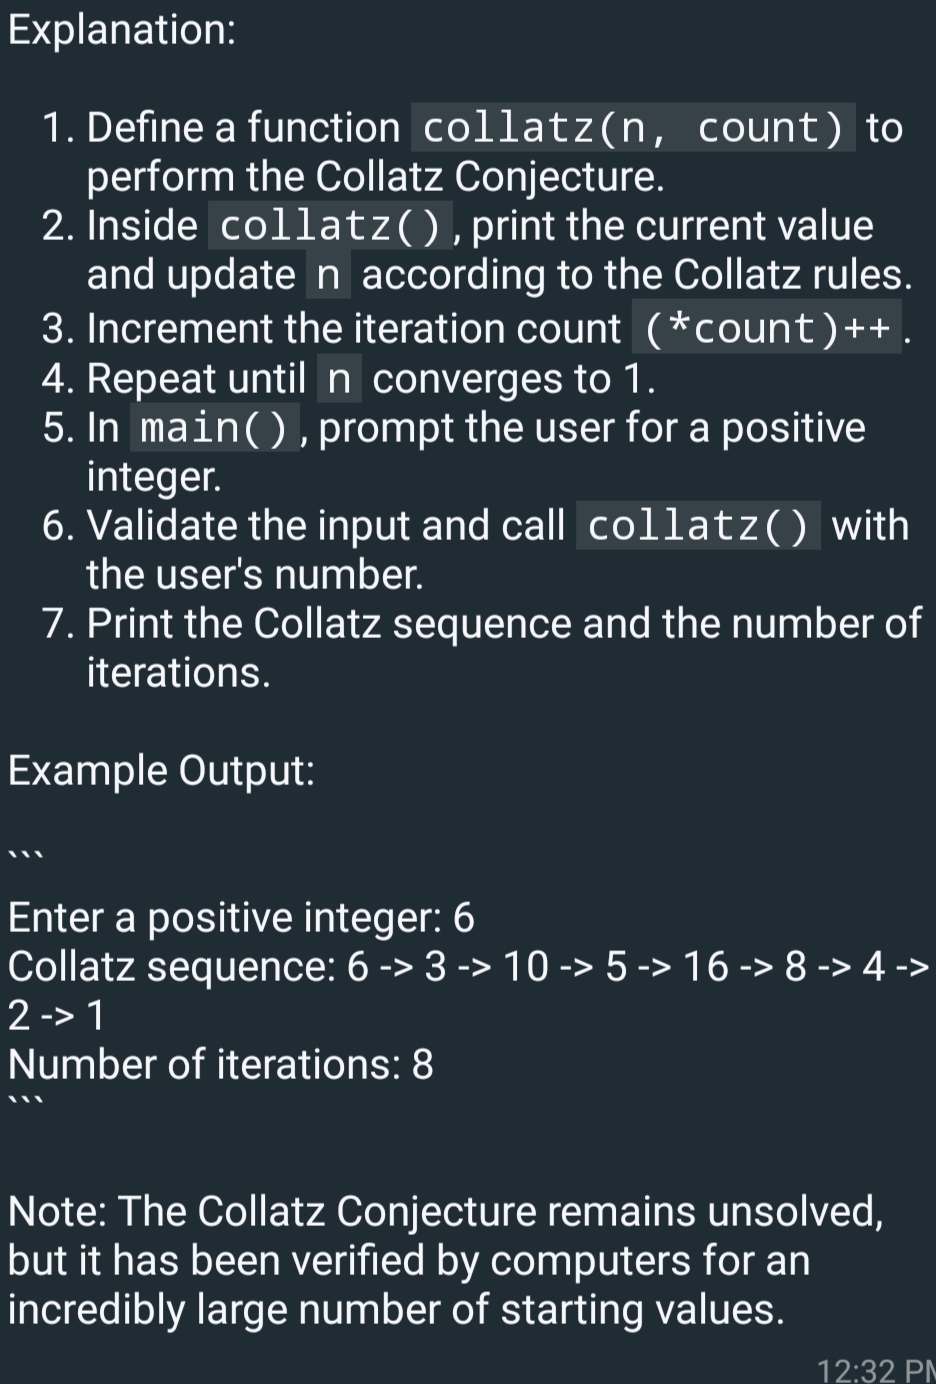 Explanation:
1. Define a function collatz(n, count) to
perform the Collatz Conjecture.
2. Inside collatz(), print the current value
and update n according to the Collatz rules.
3. Increment the iteration count (*count)++.
4. Repeat until n converges to 1.
5. In main(), prompt the user for a positive
integer.
6. Validate the input and call collatz() with
the user's number.
7. Print the Collatz sequence and the number of
iterations.
Example Output:
```
Enter a positive integer: 6
Collatz sequence: 6 -> 3 -> 10 -> 5 -> 16 -> 8 -> 4 ->
2 -> 1
Number of iterations: 8
```
Note: The Collatz Conjecture remains unsolved,
but it has been verified by computers for an
incredibly large number of starting values.
12:32 PM